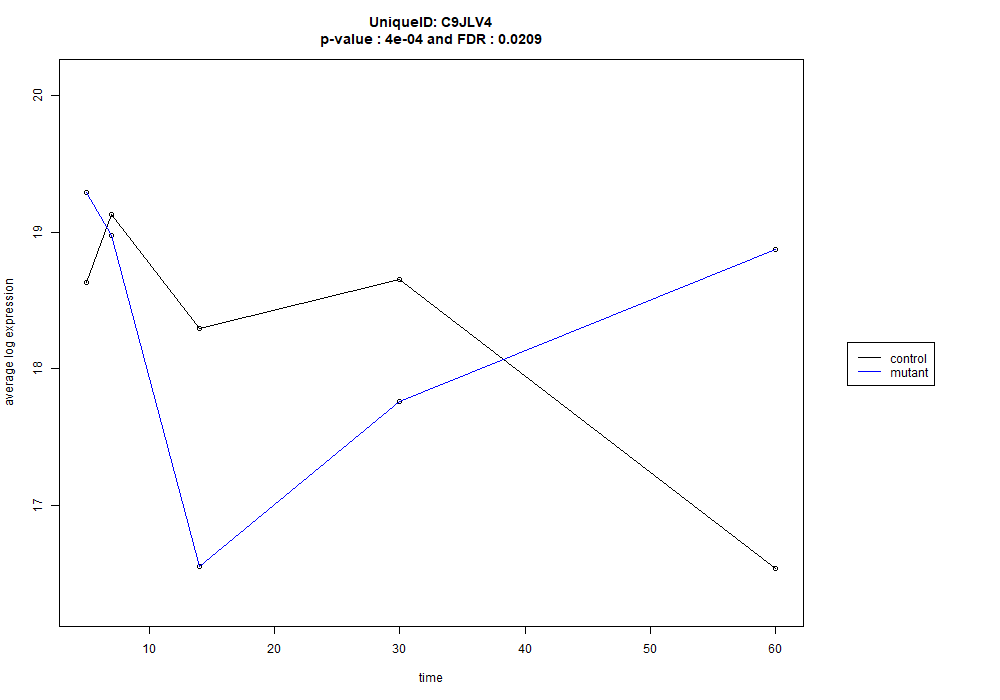 UniqueID: C9JLV4
p-value : 4e-04 and FDR : 0.0209
average log expression
20
19
18
17
10
20
30
40
50
60
time
control
mutant